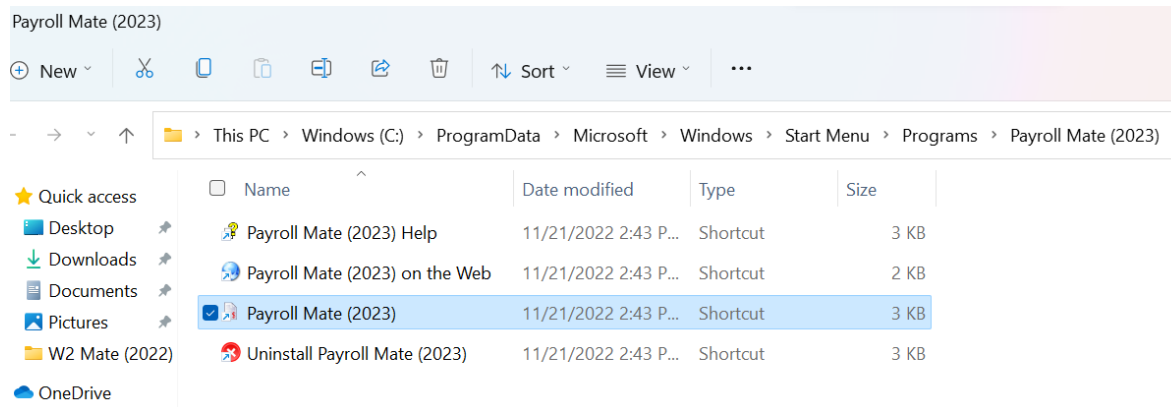 Payroll Mate (2023)
New Sort View ...
This PC > Windows (C:) > ProgramData > Microsoft > Windows > Start Menu > Programs > Payroll Mate (2023)
Name Date modified Type Size
Quick access
Desktop
Downloads
Documents
Pictures
W2 Mate (2022)
OneDrive
Payroll Mate (2023) Help 11/21/2022 2:43 P... Shortcut 3 KB
Payroll Mate (2023) on the Web 11/21/2022 2:43 P... Shortcut 2 KB
Payroll Mate (2023) 11/21/2022 2:43 P... Shortcut 3 KB
Uninstall Payroll Mate (2023) 11/21/2022 2:43 P... Shortcut 3 KB